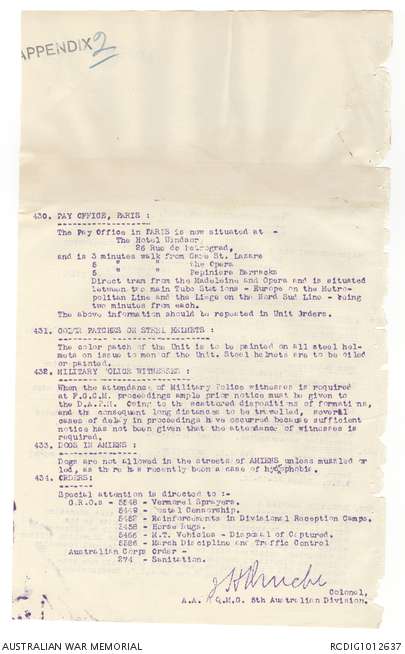 APPENDIX 2
430. PAY OFFICE, PARIS :
The Pay Office in PARIS is now situated at -
The Hotel Windsor
26 Rue de Petrograd,
and is 3 minutes walk from Gare St. Lazare
5 " " the Opera
5 " " Pepiniere Barracks
Direct tram from the Madeleine and Opera and is situated
between two main Tube Stations - Europe on the Metro-
politan Line and the Liege on the Nord Sud Line - being
two minutes from each.
The above information should be repeated in Unit Orders.
431. COLOUR PATCHES ON STEEL HELMETS :
The color patch of the Unit is to be painted on all steel hel-
mets on issue to men of the Unit. Steel helmets are to be oiled
or painted.
432. MILITARY POLICE WITNESSES :
When the attendance of Military Police witnesses is required
at F.G.C.M. proceedings ample prior notice must be given to
the D.A.P.M. Owing to the scattered dispositions of formations,
and the consequent long distances to be travelled, several
cases of delay in proceedings have occurred because sufficient
notice has not been given that the attendance of witnesses is
required.
433. DOGS IN AMIENS :
Dogs are not allowed in the streets of AMIENS unless muzzled or
led, as there has recently been a case of hydrophobia.
434. ORDERS:
Special attention is directed to :-
G.R.O.s - 5448 - Vermorel Sprayers.
5449 - Postal Censorship.
5452 - Reinforcements in Divisional Reception Camps.
5458 - Horse Rugs.
5466 - M.T. Vehicles - Disposal of Captured.
- March Discipline and Traffic Control
Australian Corps Order -
274 - Sanitation.
Colonel,
A.A. & Q.M.G. 5th Australian Division.
AUSTRALIAN WAR MEMORIAL
RCDIG1012637